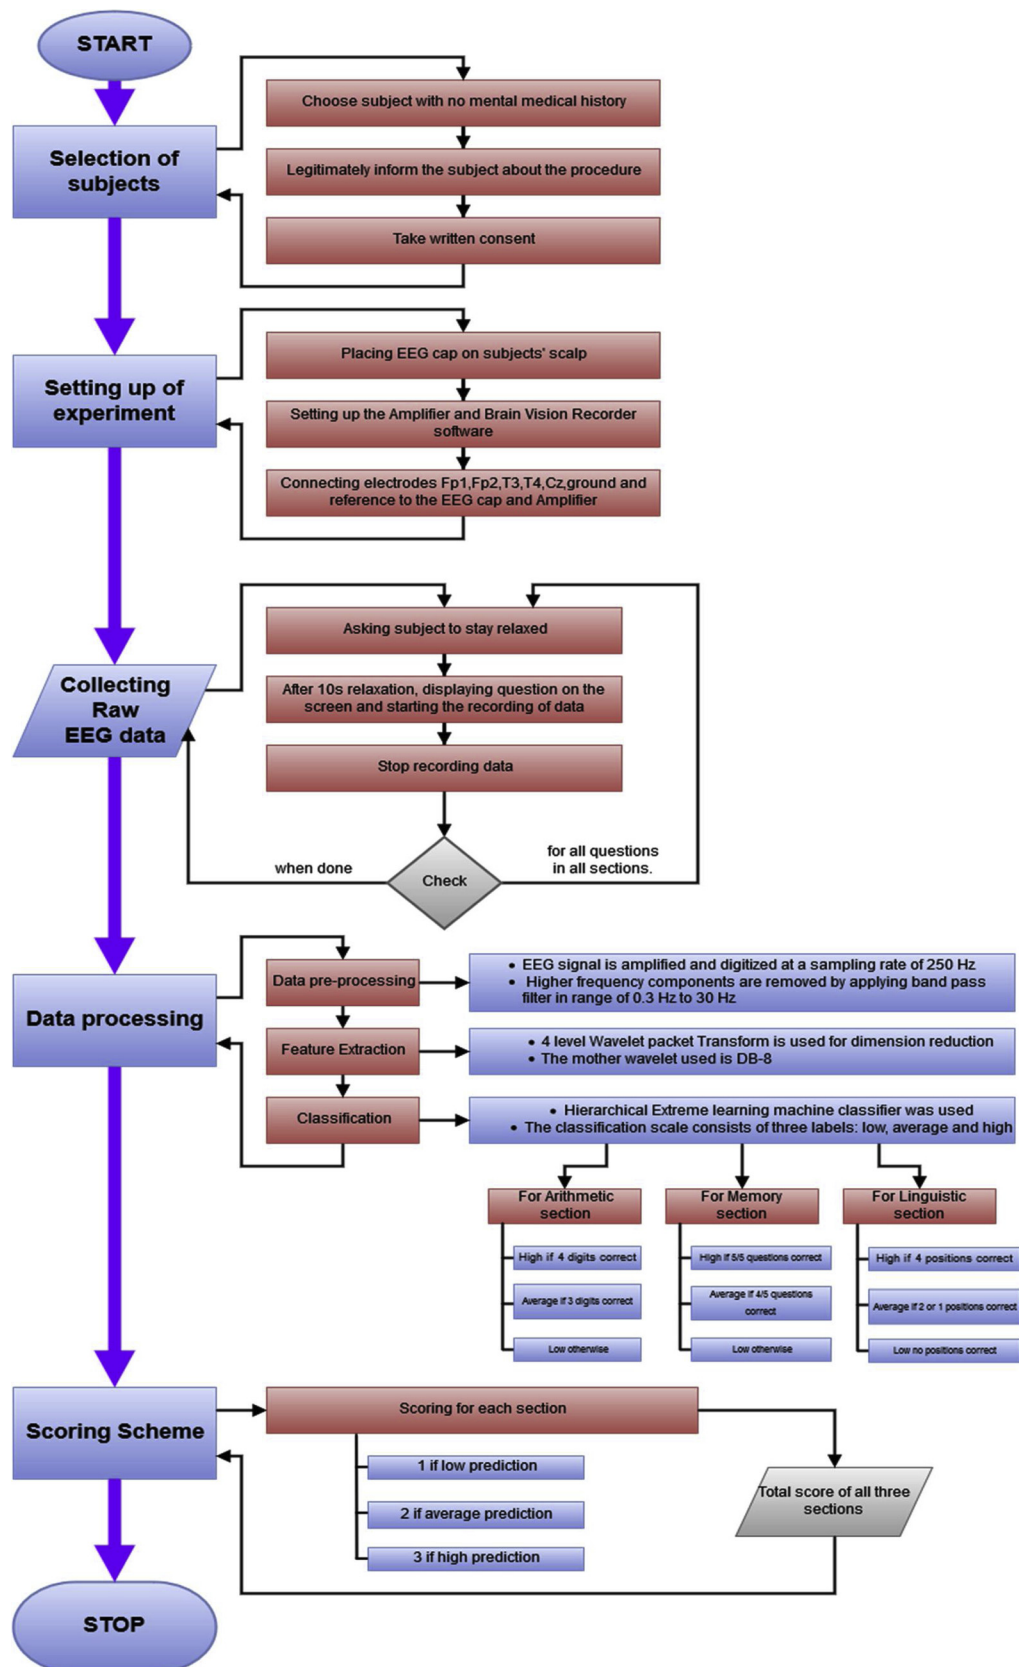 START
Choose subject with no mental medical history
Selection of
subjects
Legitimately inform the subject about the procedure
Take written consent
Placing EEG cap on subjects' scalp
Setting up of
experiment
Setting up the Amplifier and Brain Vision Recorder
software
Connecting electrodes Fp1,Fp2,T3,T4,Cz,ground and
reference to the EEG cap and Amplifier
Asking subject to stay relaxed
Collecting
Raw
EEG data
After 10s relaxation, displaying question on the
screen and starting the recording of data
Stop recording data
when done
Check
for all questions
in all sections.
Data processing
Data pre-processing
• EEG signal is amplified and digitized at a sampling rate of 250 Hz
• Higher frequency components are removed by applying band pass
filter in range of 0.3 Hz to 30 Hz
Feature Extraction
• 4 level Wavelet packet Transform is used for dimension reduction
• The mother wavelet used is DB-8
Classification
• Hierarchical Extreme learning machine classifier was used
• The classification scale consists of three labels: low, average and high
For Arithmetic
section
High if 4 digits correct
Average if 3 digits correct
Low otherwise
For Memory
section
High if 5/5 questions correct
Average if 4/5 questions
correct
Low otherwise
For Linguistic
section
High if 4 positions correct
Average if 2 or 1 positions correct
Low no positions correct
Scoring Scheme
Scoring for each section
1 if low prediction
2 if average prediction
3 if high prediction
Total score of all three
sections
STOP